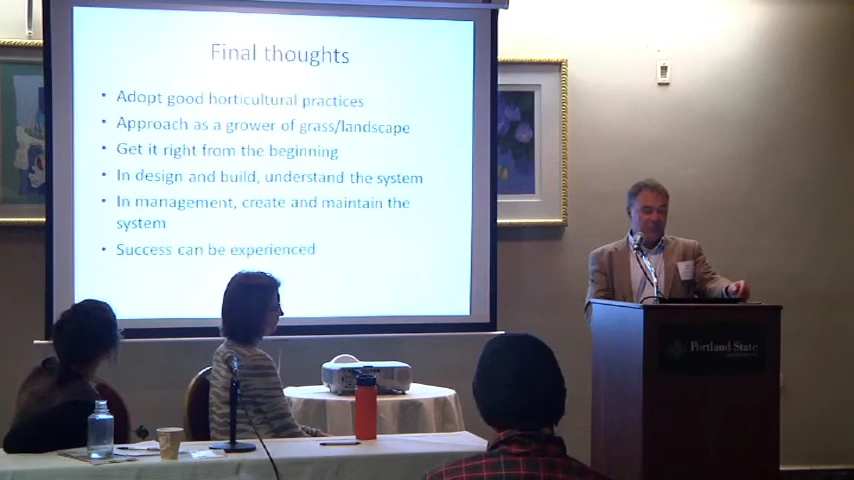 Final thoughts
• Adopt good horticultural practices
• Approach as a grower of grass/landscape
• Get it right from the beginning
• In design and build, understand the system
• In management, create and maintain the
system
• Success can be experienced
Portland State
UNIVERSITY